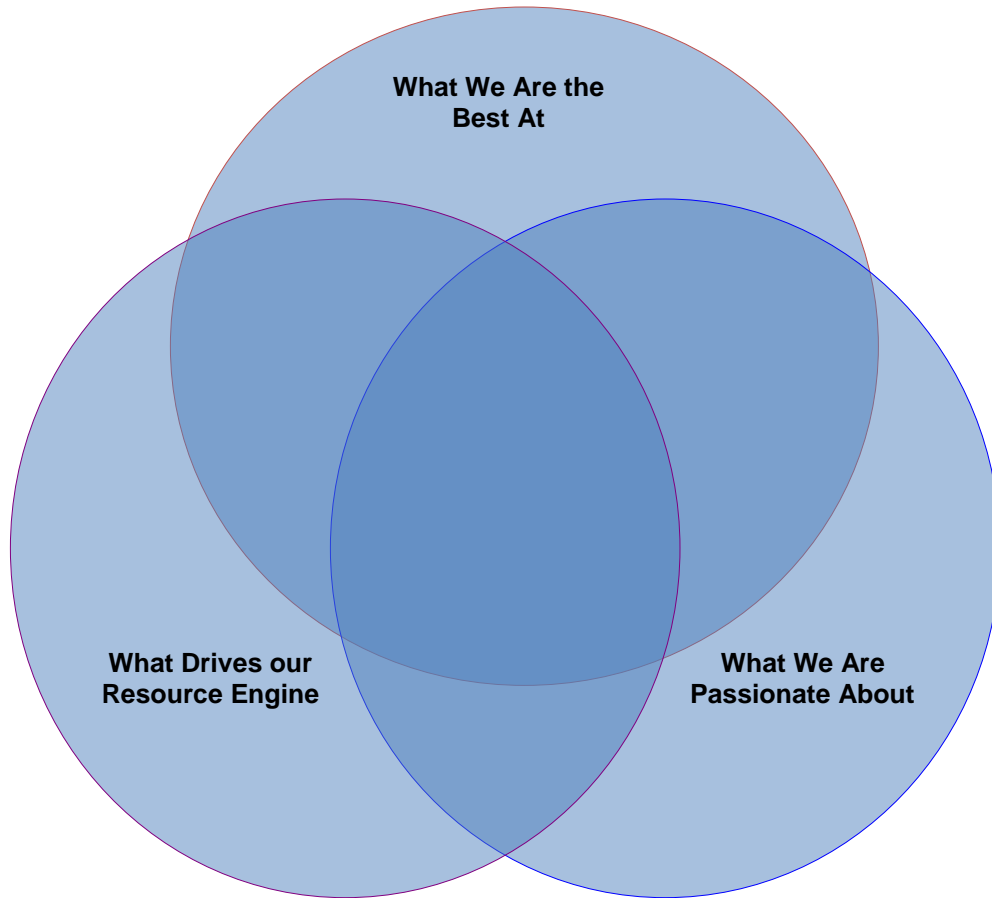 What We Are the
Best At
What Drives our
Resource Engine
What We Are
Passionate About